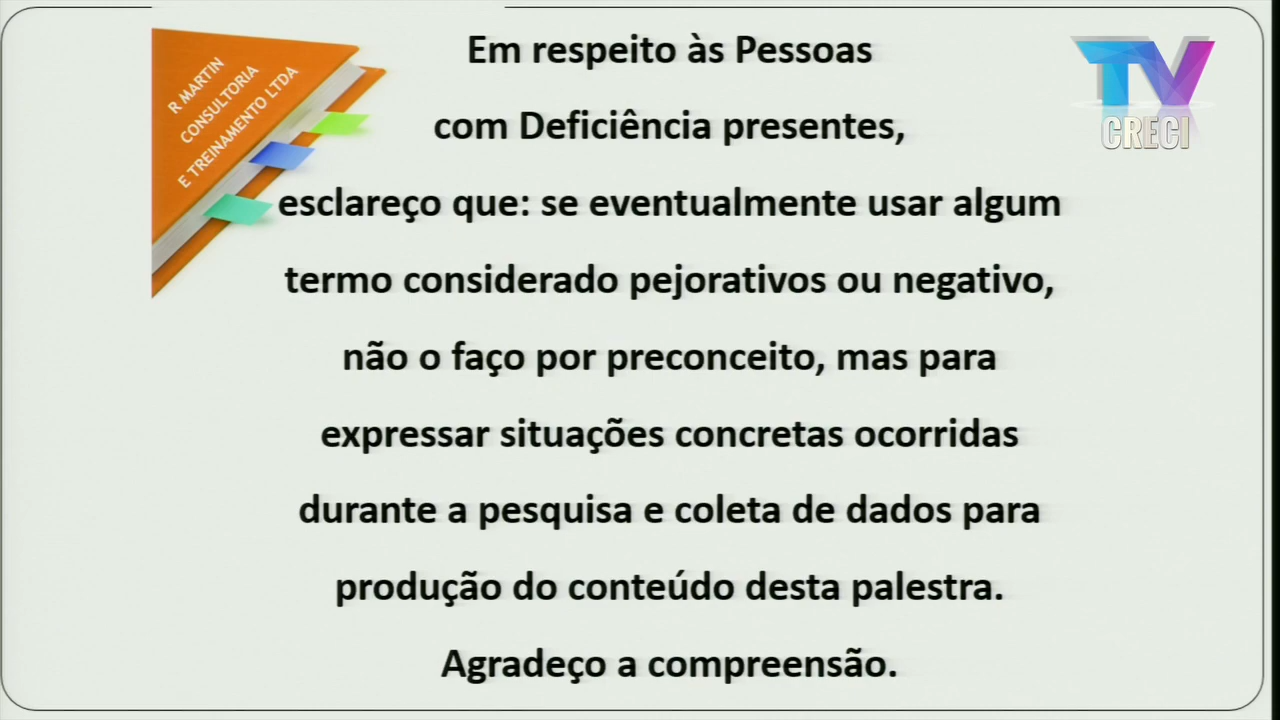 R MARTIN
CONSULTORIA
E TREINAMENTO LTDA
TV
CRECI
Em respeito às Pessoas
com Deficiência presentes,
esclareço que: se eventualmente usar algum
termo considerado pejorativos ou negativo,
não o faço por preconceito, mas para
expressar situações concretas ocorridas
durante a pesquisa e coleta de dados para
produção do conteúdo desta palestra.
Agradeço a compreensão.